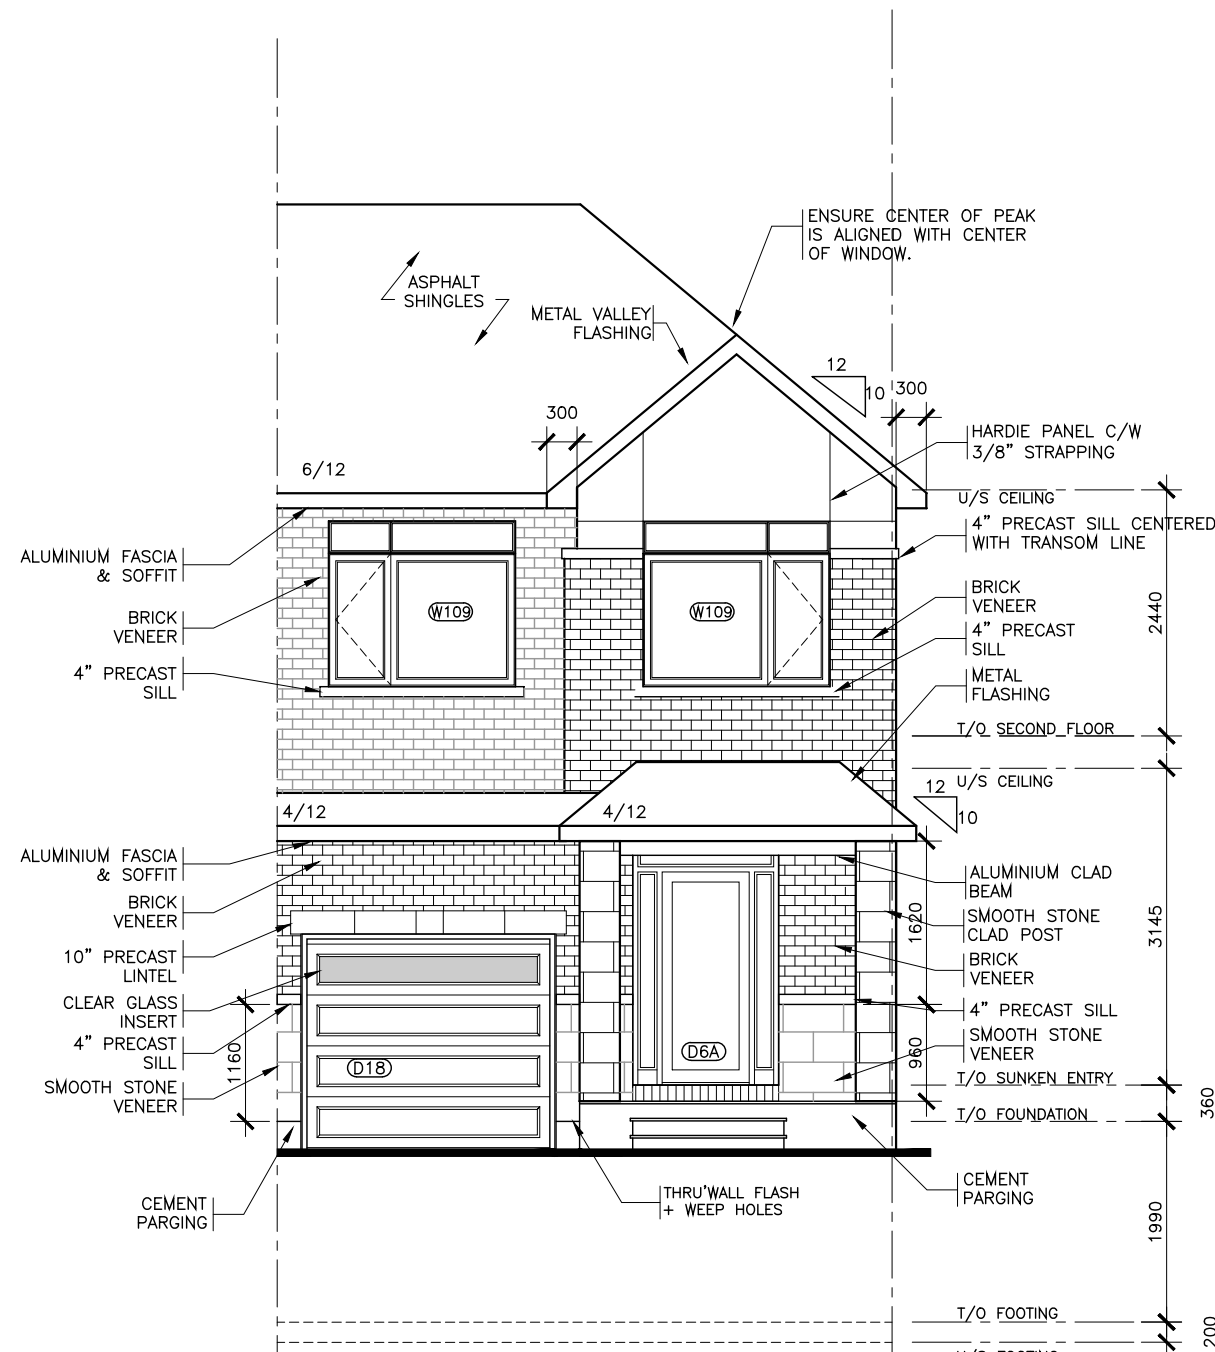 ENSURE CENTER OF PEAK
IS ALIGNED WITH CENTER
OF WINDOW.
ASPHALT
SHINGLES
METAL VALLEY
FLASHING
12
10
300
300
HARDIE PANEL C/W
3/8" STRAPPING
6/12
U/S CEILING
4" PRECAST SILL CENTERED
WITH TRANSOM LINE
ALUMINIUM FASCIA
& SOFFIT
BRICK
VENEER
4" PRECAST
SILL
W109
W109
BRICK
VENEER
4" PRECAST
SILL
METAL
FLASHING
2440
T/O SECOND FLOOR
U/S CEILING
12
10
4/12
4/12
ALUMINIUM FASCIA
& SOFFIT
BRICK
VENEER
10" PRECAST
LINTEL
CLEAR GLASS
INSERT
4" PRECAST
SILL
SMOOTH STONE
VENEER
1160
D18
D6A
ALUMINIUM CLAD
BEAM
SMOOTH STONE
CLAD POST
BRICK
VENEER
4" PRECAST SILL
SMOOTH STONE
VENEER
1620
960
3145
T/O SUNKEN ENTRY
360
T/O FOUNDATION
CEMENT
PARGING
THRU'WALL FLASH
+ WEEP HOLES
CEMENT
PARGING
1990
T/O FOOTING
200
U/S FOOTING